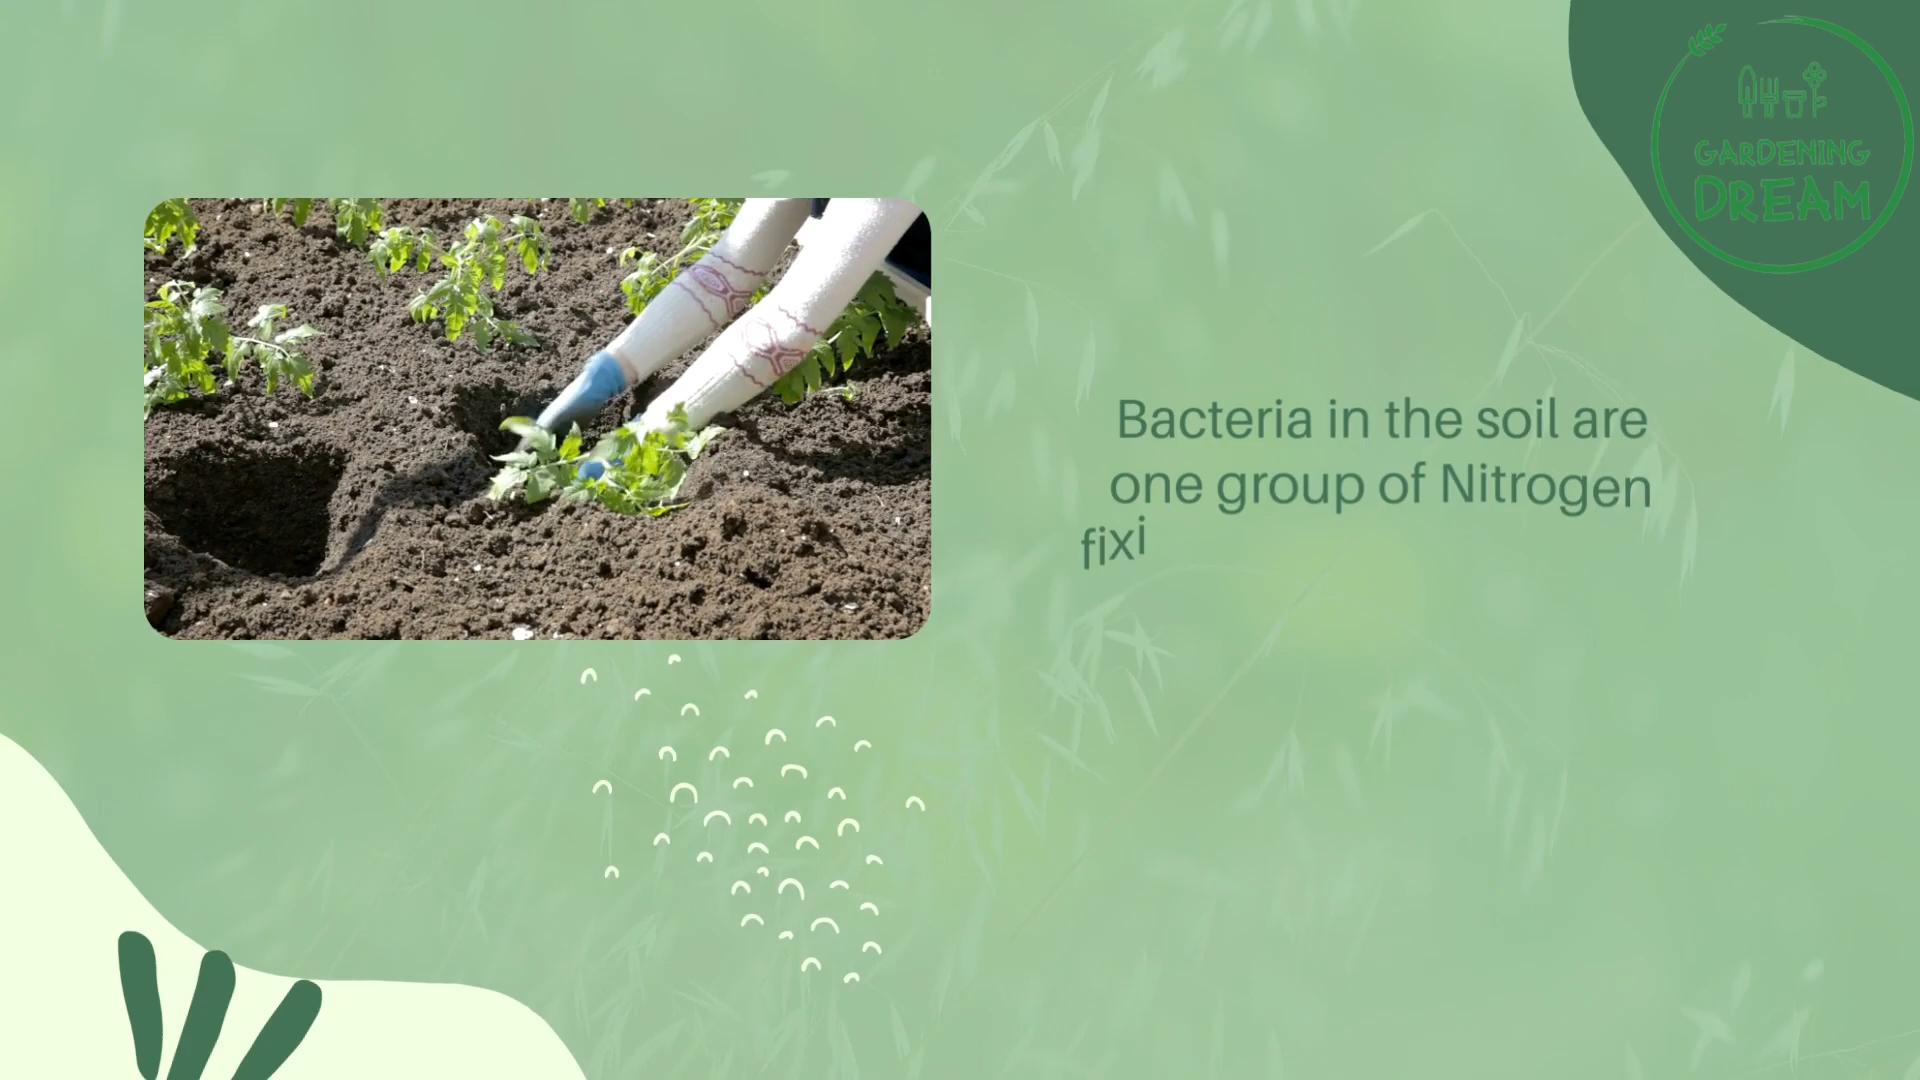 GARDENING
DREAM
Bacteria in the soil are
one group of Nitrogen
fixi